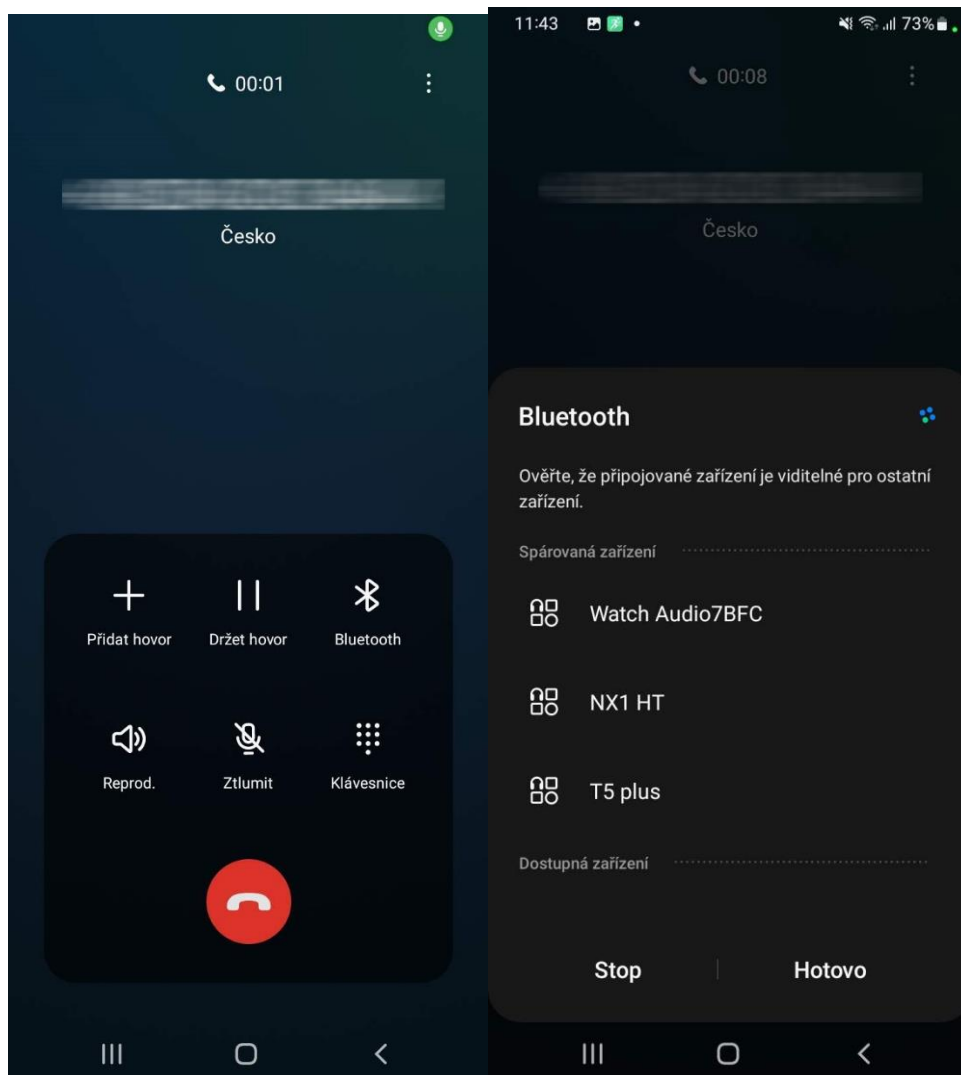 00:01
Česko
Přidat hovor
Držet hovor
Bluetooth
Reprod.
Ztlumit
Klávesnice
11:43
73%
00:08
Česko
Bluetooth
Ověřte, že připojované zařízení je viditelné pro ostatní
zařízení.
Spárovaná zařízení
Watch Audio7BFC
NX1 HT
T5 plus
Dostupná zařízení
Stop
Hotovo